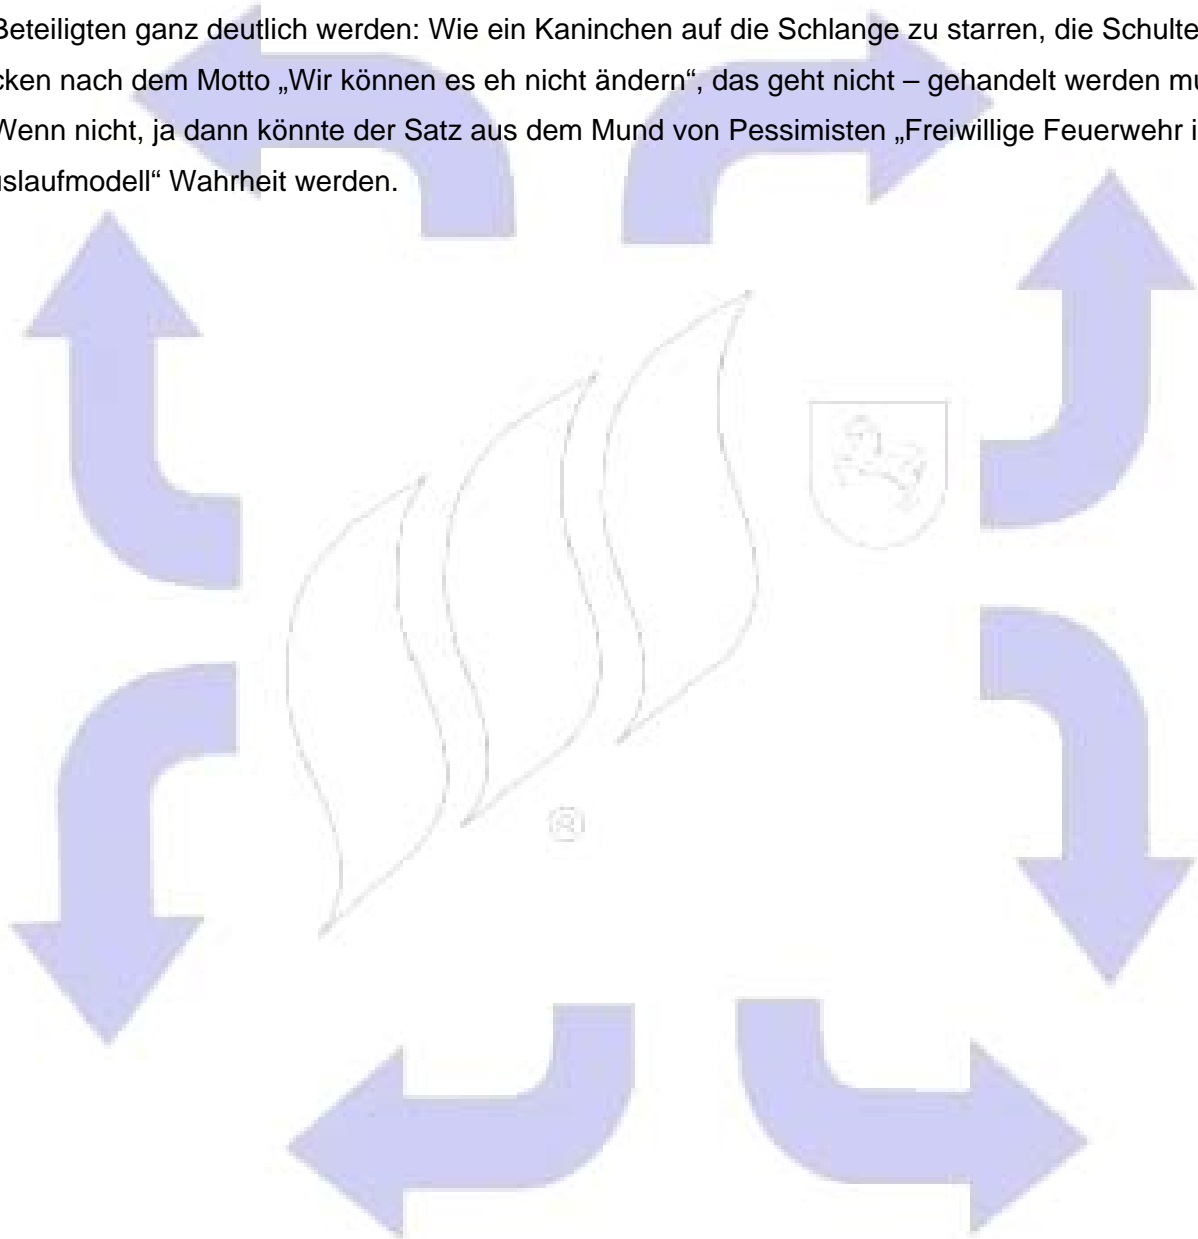 Beteiligten ganz deutlich werden: Wie ein Kaninchen auf die Schlange zu starren, die Schulte
cken nach dem Motto „Wir können es eh nicht ändern“, das geht nicht – gehandelt werden mu
Wenn nicht, ja dann könnte der Satz aus dem Mund von Pessimisten „Freiwillige Feuerwehr i
uslaufmodell“ Wahrheit werden.
®